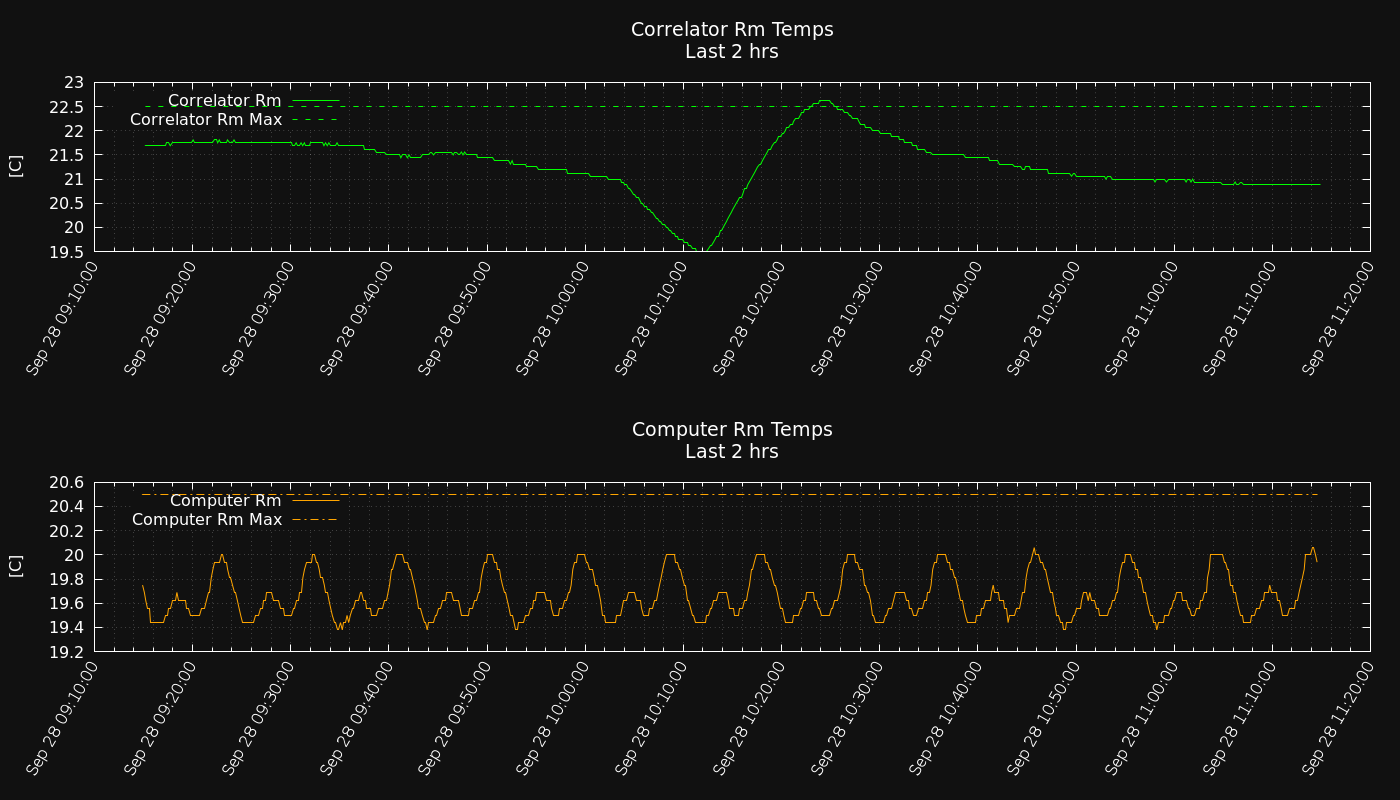 Correlator Rm Temps
Last 2 hrs
23
22.5
22
21.5
21
20.5
20
19.5
[C]
Correlator Rm
Correlator Rm Max
Sep 28 09:10:00
Sep 28 09:20:00
Sep 28 09:30:00
Sep 28 09:40:00
Sep 28 09:50:00
Sep 28 10:00:00
Sep 28 10:10:00
Sep 28 10:20:00
Sep 28 10:30:00
Sep 28 10:40:00
Sep 28 10:50:00
Sep 28 11:00:00
Sep 28 11:10:00
Sep 28 11:20:00
Computer Rm Temps
Last 2 hrs
20.6
20.4
20.2
20
19.8
19.6
19.4
19.2
[C]
Computer Rm
Computer Rm Max
Sep 28 09:10:00
Sep 28 09:20:00
Sep 28 09:30:00
Sep 28 09:40:00
Sep 28 09:50:00
Sep 28 10:00:00
Sep 28 10:10:00
Sep 28 10:20:00
Sep 28 10:30:00
Sep 28 10:40:00
Sep 28 10:50:00
Sep 28 11:00:00
Sep 28 11:10:00
Sep 28 11:20:00